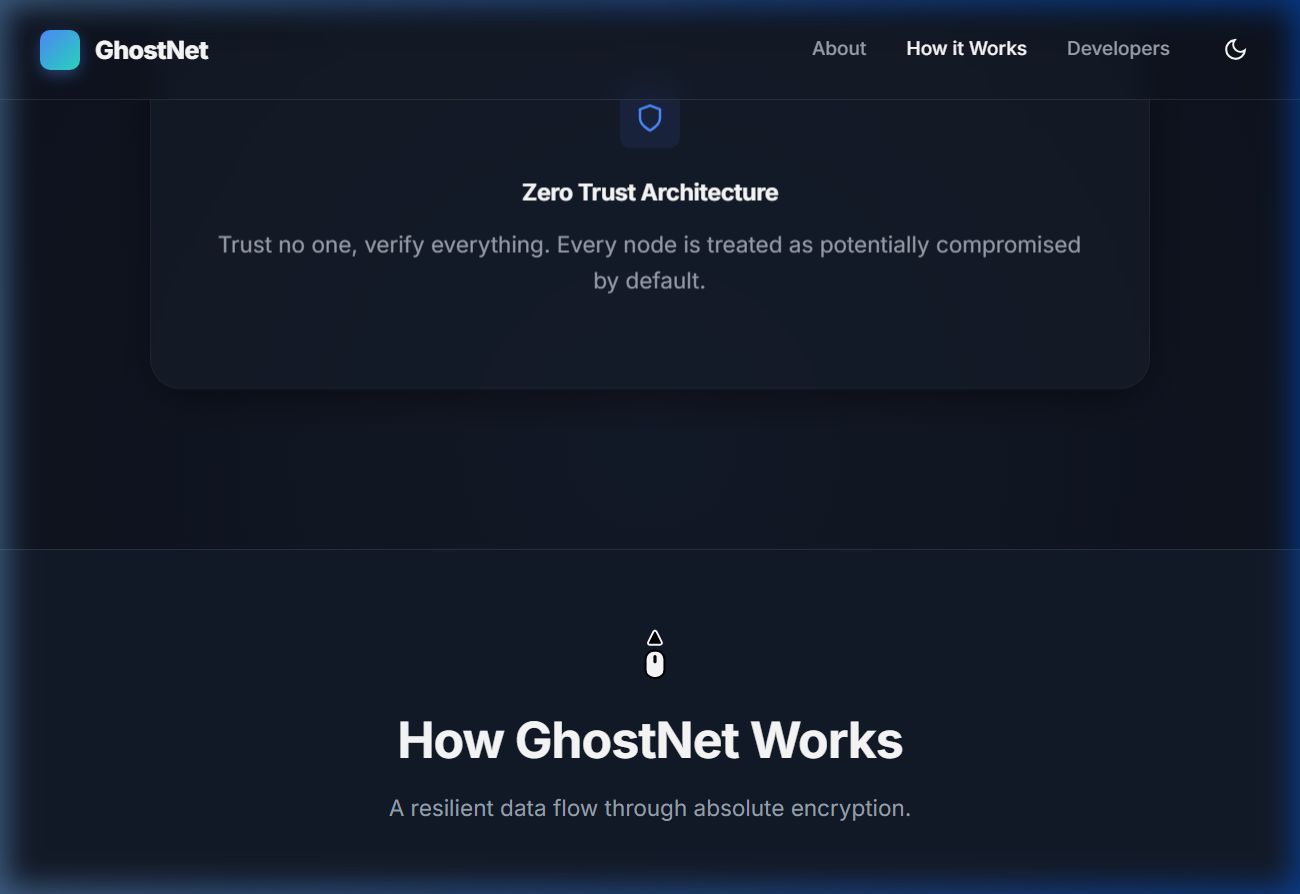 GhostNet
About
How it Works
Developers
Zero Trust Architecture
Trust no one, verify everything. Every node is treated as potentially compromised
by default.
How GhostNet Works
A resilient data flow through absolute encryption.